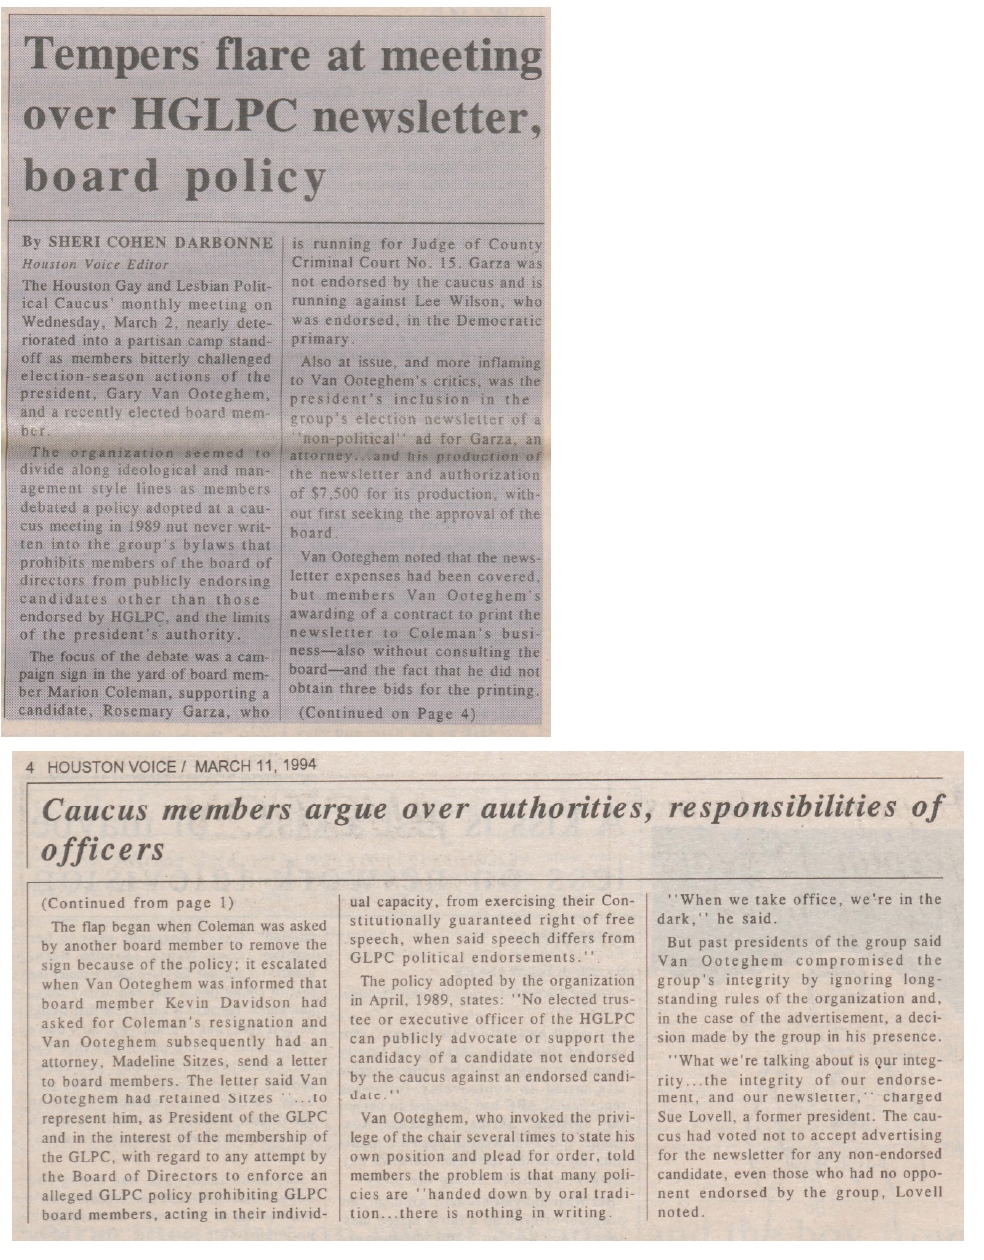 Tempers flare at meeting
over HGLPC newsletter,
board policy
By SHERI COHEN DARBONNE
Houston Voice Editor
The Houston Gay and Lesbian Polit-
ical Caucus' monthly meeting on
Wednesday, March 2, nearly dete-
riorated into a partisan camp stand-
off as members bitterly challenged
election-season actions of the
president, Gary Van Ooteghem,
and a recently elected board mem-
ber.
The organization seemed to
divide along ideological and man-
agement style lines as members
debated a policy adopted at a cau-
cus meeting in 1989 nut never writ-
ten into the group's bylaws that
prohibits members of the board of
directors from publicly endorsing
candidates other than those
endorsed by HGLPC, and the limits
of the president's authority.
The focus of the debate was a cam-
paign sign in the yard of board mem-
ber Marion Coleman, supporting a
candidate, Rosemary Garza, who
is running for Judge of County
Criminal Court No. 15. Garza was
not endorsed by the caucus and is
running against Lee Wilson, who
was endorsed, in the Democratic
primary.
Also at issue, and more inflaming
to Van Ooteghem's critics, was the
president's inclusion in the
group's election newsletter of a
"non-political" ad for Garza, an
attorney...and his production of
the newsletter and authorization
of $7,500 for its production, with-
out first seeking the approval of the
board.
Van Ooteghem noted that the news-
letter expenses had been covered,
but members Van Ooteghem's
awarding of a contract to print the
newsletter to Coleman's busi-
ness—also without consulting the
board—and the fact that he did not
obtain three bids for the printing.
(Continued on Page 4)
4 HOUSTON VOICE / MARCH 11, 1994
Caucus members argue over authorities, responsibilities of
officers
(Continued from page 1)
The flap began when Coleman was asked
by another board member to remove the
sign because of the policy; it escalated
when Van Ooteghem was informed that
board member Kevin Davidson had
asked for Coleman's resignation and
Van Ooteghem subsequently had an
attorney, Madeline Sitzes, send a letter
to board members. The letter said Van
Ooteghem had retained Sitzes "...to
represent him, as President of the GLPC
and in the interest of the membership of
the GLPC, with regard to any attempt by
the Board of Directors to enforce an
alleged GLPC policy prohibiting GLPC
board members, acting in their individ-
ual capacity, from exercising their Con-
stitutionally guaranteed right of free
speech, when said speech differs from
GLPC political endorsements."
The policy adopted by the organization
in April, 1989, states: "No elected trus-
tee or executive officer of the HGLPC
can publicly advocate or support the
candidacy of a candidate not endorsed
by the caucus against an endorsed candi-
date."
Van Ooteghem, who invoked the privi-
lege of the chair several times to state his
own position and plead for order, told
members the problem is that many poli-
cies are "handed down by oral tradi-
tion...there is nothing in writing.
"When we take office, we're in the
dark," he said.
But past presidents of the group said
Van Ooteghem compromised the
group's integrity by ignoring long-
standing rules of the organization and,
in the case of the advertisement, a deci-
sion made by the group in his presence.
"What we're talking about is our integ-
rity...the integrity of our endorse-
ment, and our newsletter," charged
Sue Lovell, a former president. The cau-
cus had voted not to accept advertising
for the newsletter for any non-endorsed
candidate, even those who had no oppo-
nent endorsed by the group, Lovell
noted.